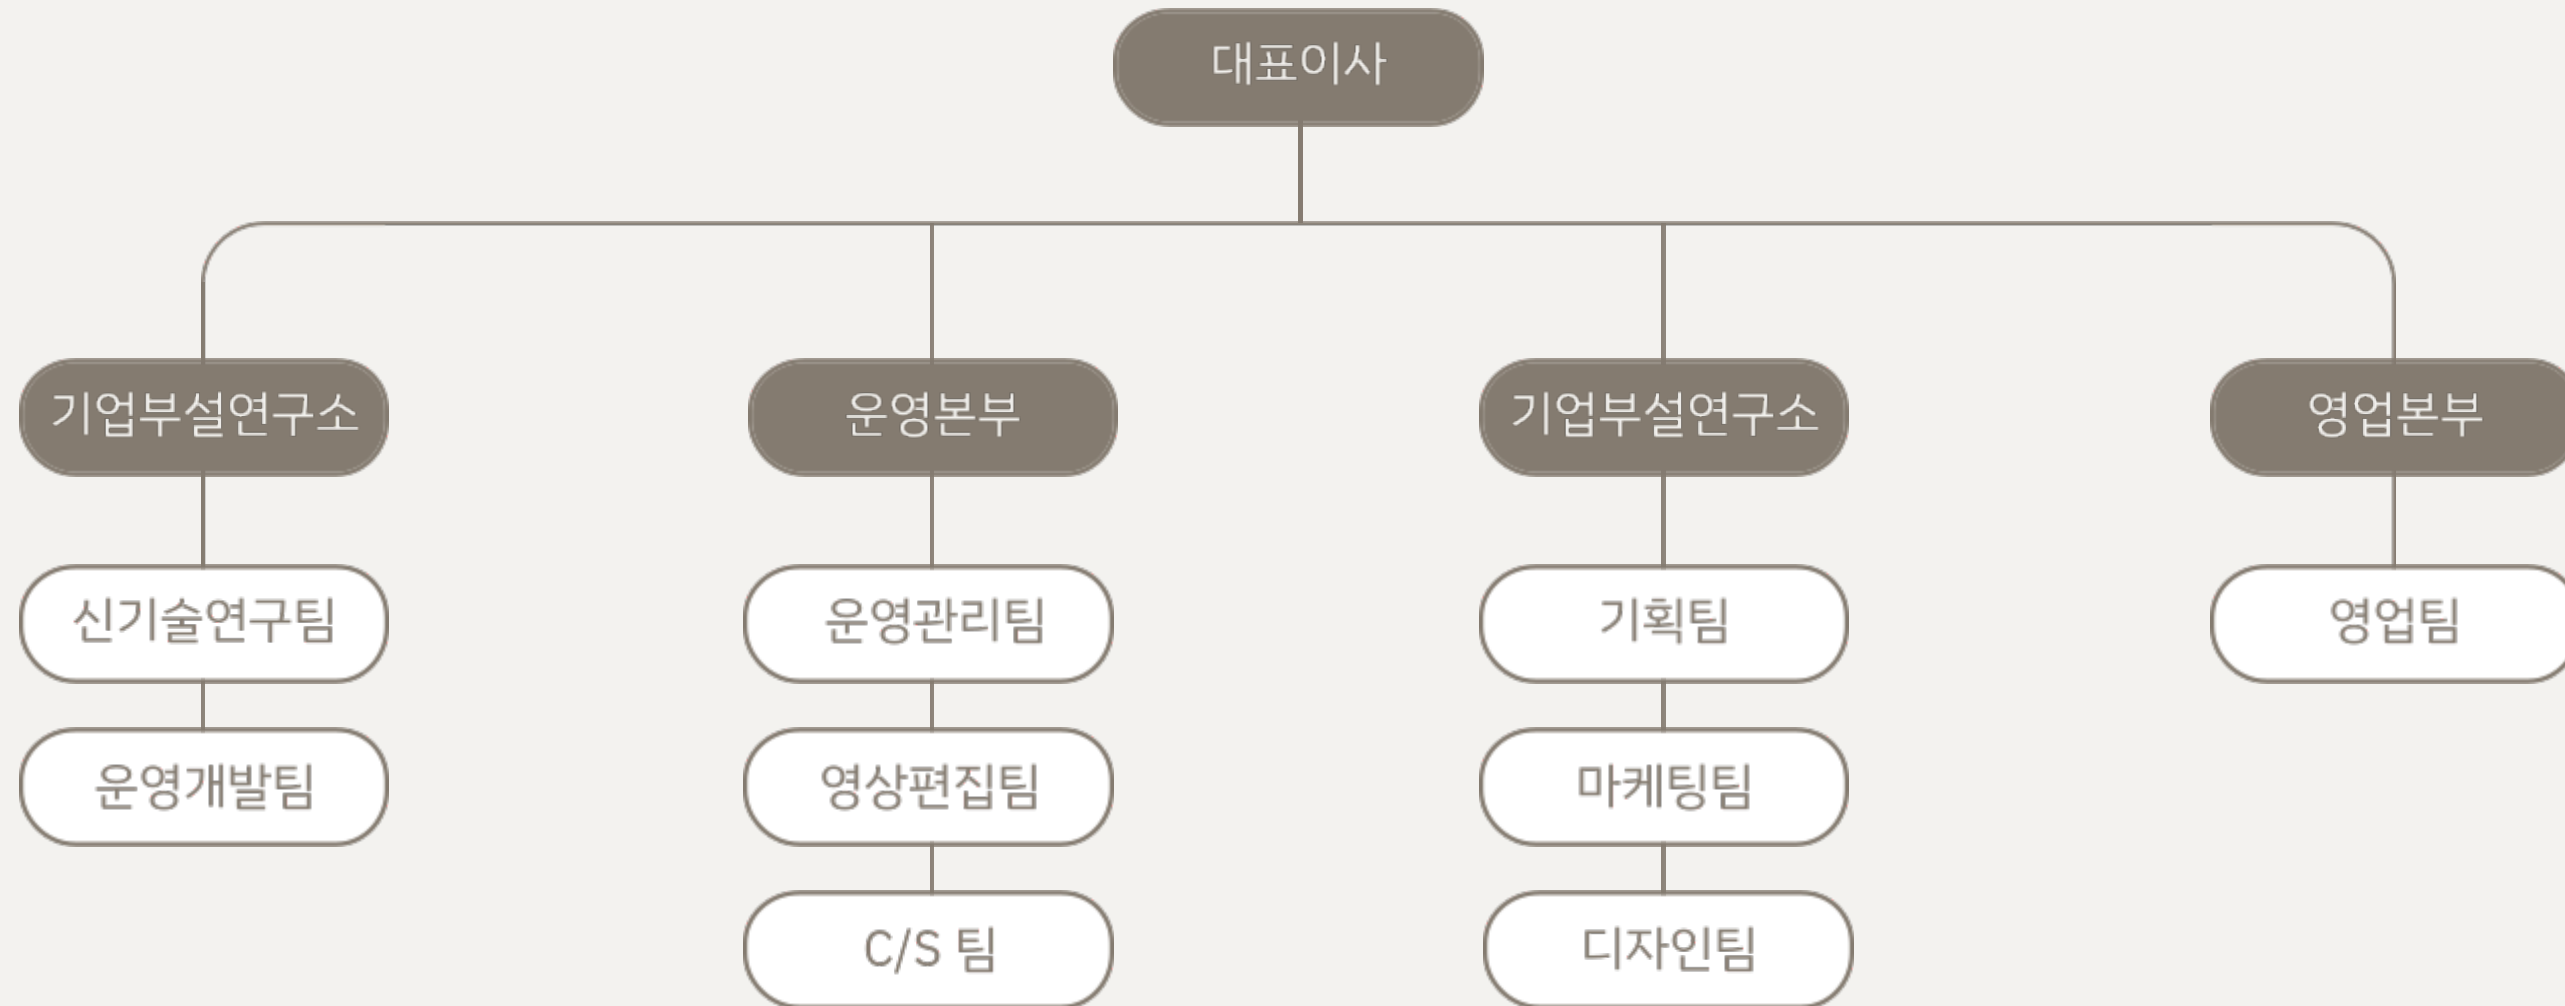 대표이사
기업부설연구소
운영본부
기업부설연구소
영업본부
신기술연구팀
운영관리팀
기획팀
영업팀
운영개발팀
영상편집팀
마케팅팀
C/S 팀
디자인팀